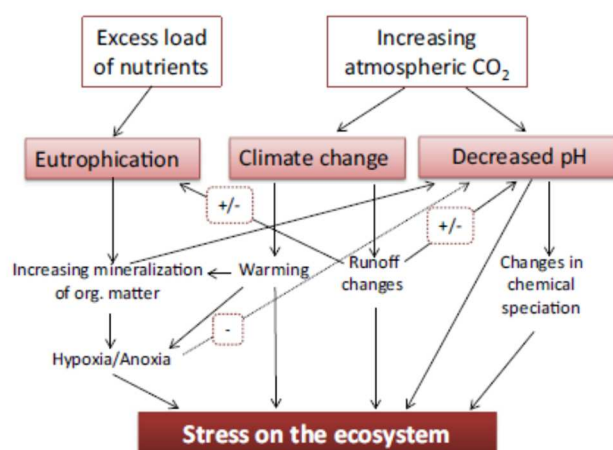 Excess load
of nutrients
Increasing
atmospheric CO₂
Eutrophication
Climate change
Decreased pH
+/-
+/-
Increasing mineralization
of org. matter
Warming
Runoff
changes
Changes in
chemical
speciation
-
Hypoxia/Anoxia
Stress on the ecosystem